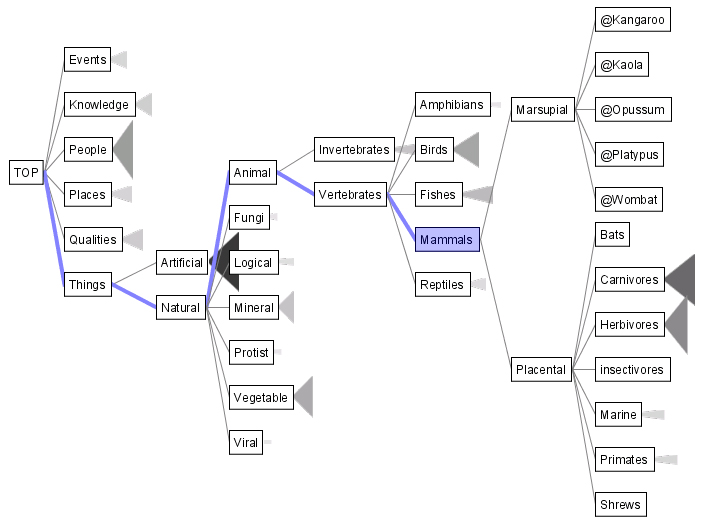 TOP
Events
Knowledge
People
Places
Qualities
Things
Artificial
Natural
Animal
Fungi
Logical
Mineral
Protist
Vegetable
Viral
Invertebrates
Vertebrates
Amphibians
Birds
Fishes
Mammals
Reptiles
Marsupial
Placental
@Kangaroo
@Kaola
@Opussum
@Platypus
@Wombat
Bats
Carnivores
Herbivores
insectivores
Marine
Primates
Shrews